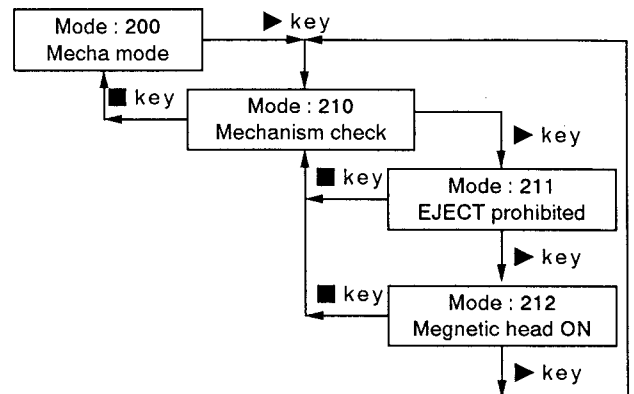 Mode : 200
Mecha mode
▶ key
■ key
Mode : 210
Mechanism check
▶ key
■ key
Mode : 211
EJECT prohibited
▶ key
■ key
Mode : 212
Megnetic head ON
▶ key